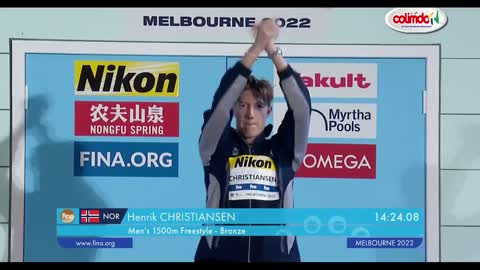 MELBOURNE 2022
colimdo
Nikon
农夫山泉
NONGFU SPRING
FINA.ORG
yakult
Myrtha
Pools
OMEGA
Nikon
CHRISTIANSEN
NOR
Henrik CHRISTIANSEN
14:24.08
Men's 1500m Freestyle - Bronze
www.fina.org
MELBOURNE 2022